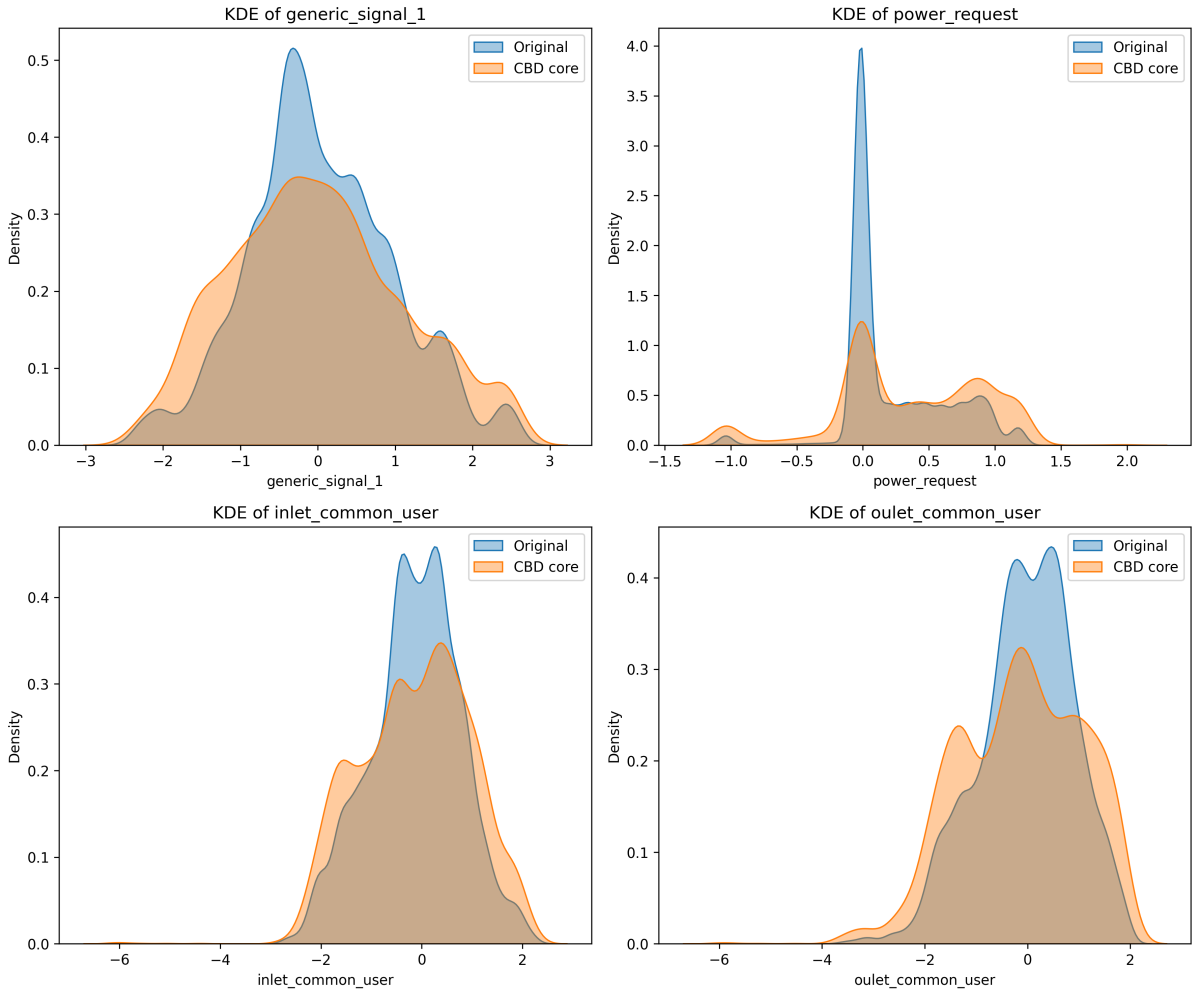 KDE of generic_signal_1
Original
CBD core
0.5
0.4
0.3
0.2
0.1
0.0
Density
−3 −2 −1 0 1 2 3
generic_signal_1
KDE of power_request
Original
CBD core
4.0
3.5
3.0
2.5
2.0
1.5
1.0
0.5
0.0
Density
−1.5 −1.0 −0.5 0.0 0.5 1.0 1.5 2.0
power_request
KDE of inlet_common_user
Original
CBD core
0.4
0.3
0.2
0.1
0.0
Density
−6 −4 −2 0 2
inlet_common_user
KDE of oulet_common_user
Original
CBD core
0.4
0.3
0.2
0.1
0.0
Density
−6 −4 −2 0 2
oulet_common_user